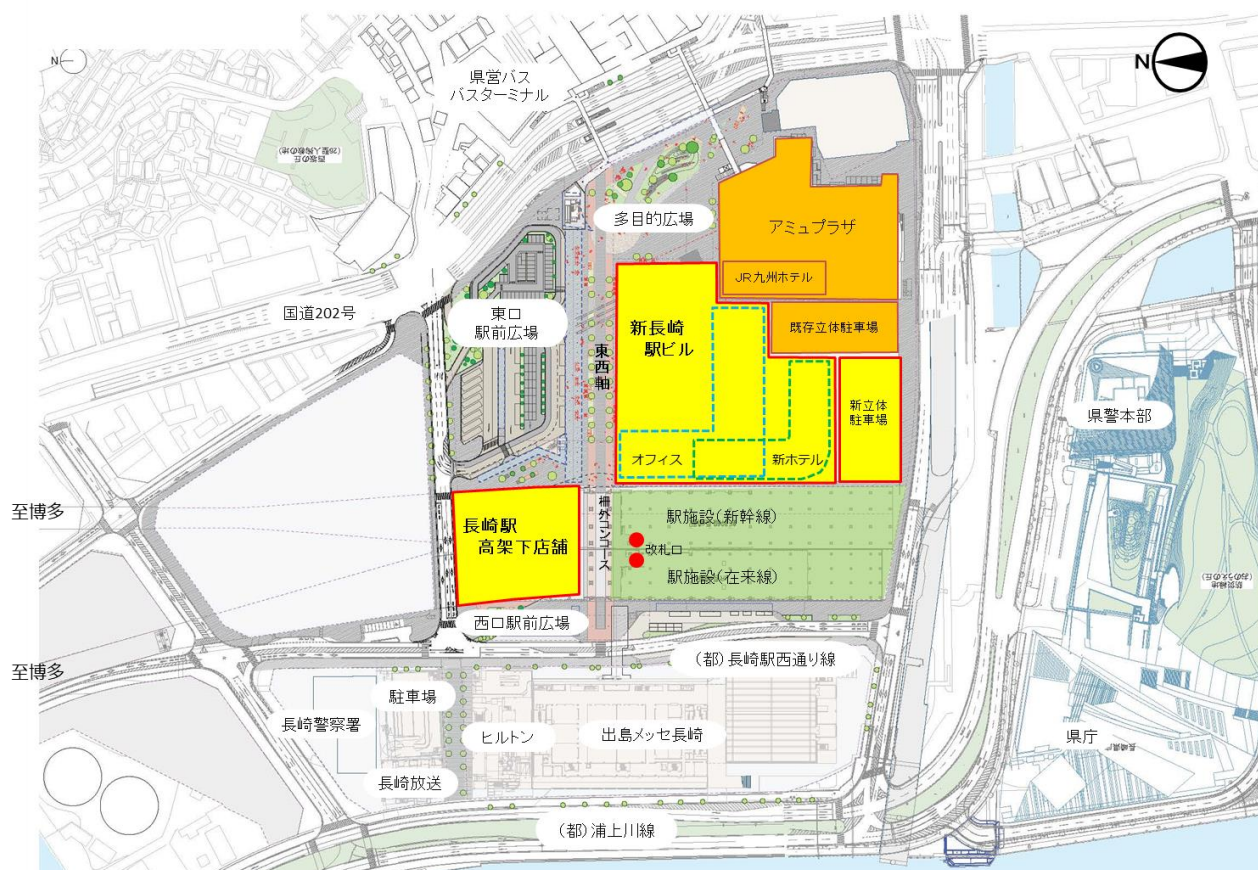 N
N
県営バス
バスターミナル
多目的広場
アミュプラザ
JR九州ホテル
国道202号
東口
駅前広場
既存立体駐車場
新長崎
駅ビル
東西軸
新立体
駐車場
県警本部
オフィス
新ホテル
至博多
長崎駅
高架下店舗
柵外コンコース
駅施設(新幹線)
改札口
駅施設(在来線)
西口駅前広場
(都)長崎駅西通り線
至博多
駐車場
長崎警察署
ヒルトン
出島メッセ長崎
県庁
長崎放送
(都)浦上川線